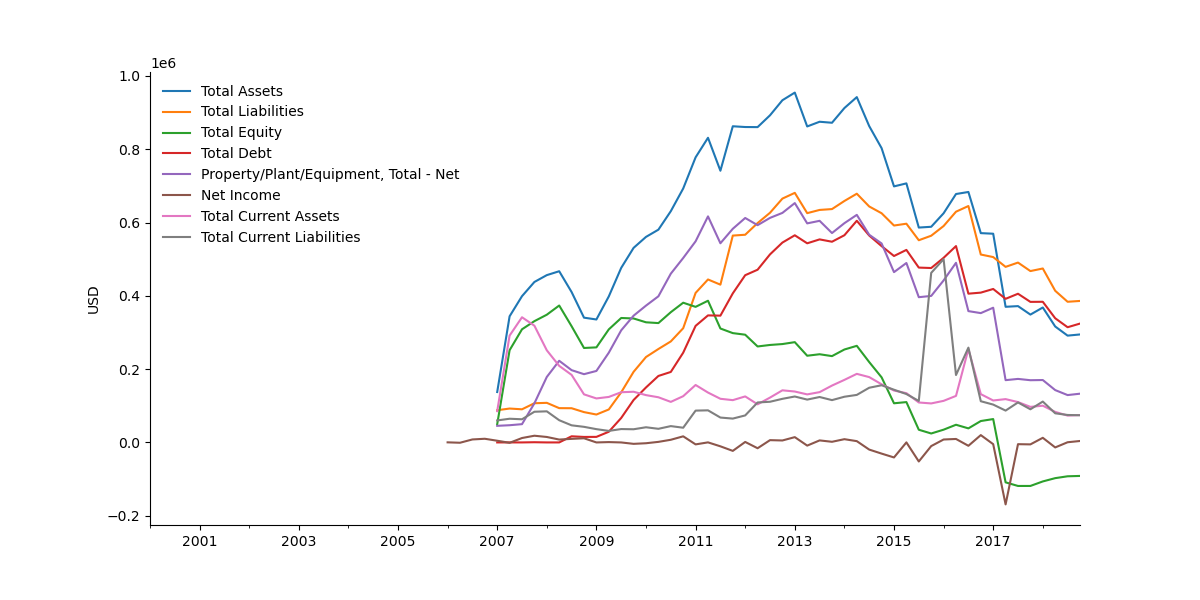 1e6
1.0
0.8
0.6
0.4
0.2
0.0
−0.2
USD
Total Assets
Total Liabilities
Total Equity
Total Debt
Property/Plant/Equipment, Total - Net
Net Income
Total Current Assets
Total Current Liabilities
2001 2003 2005 2007 2009 2011 2013 2015 2017